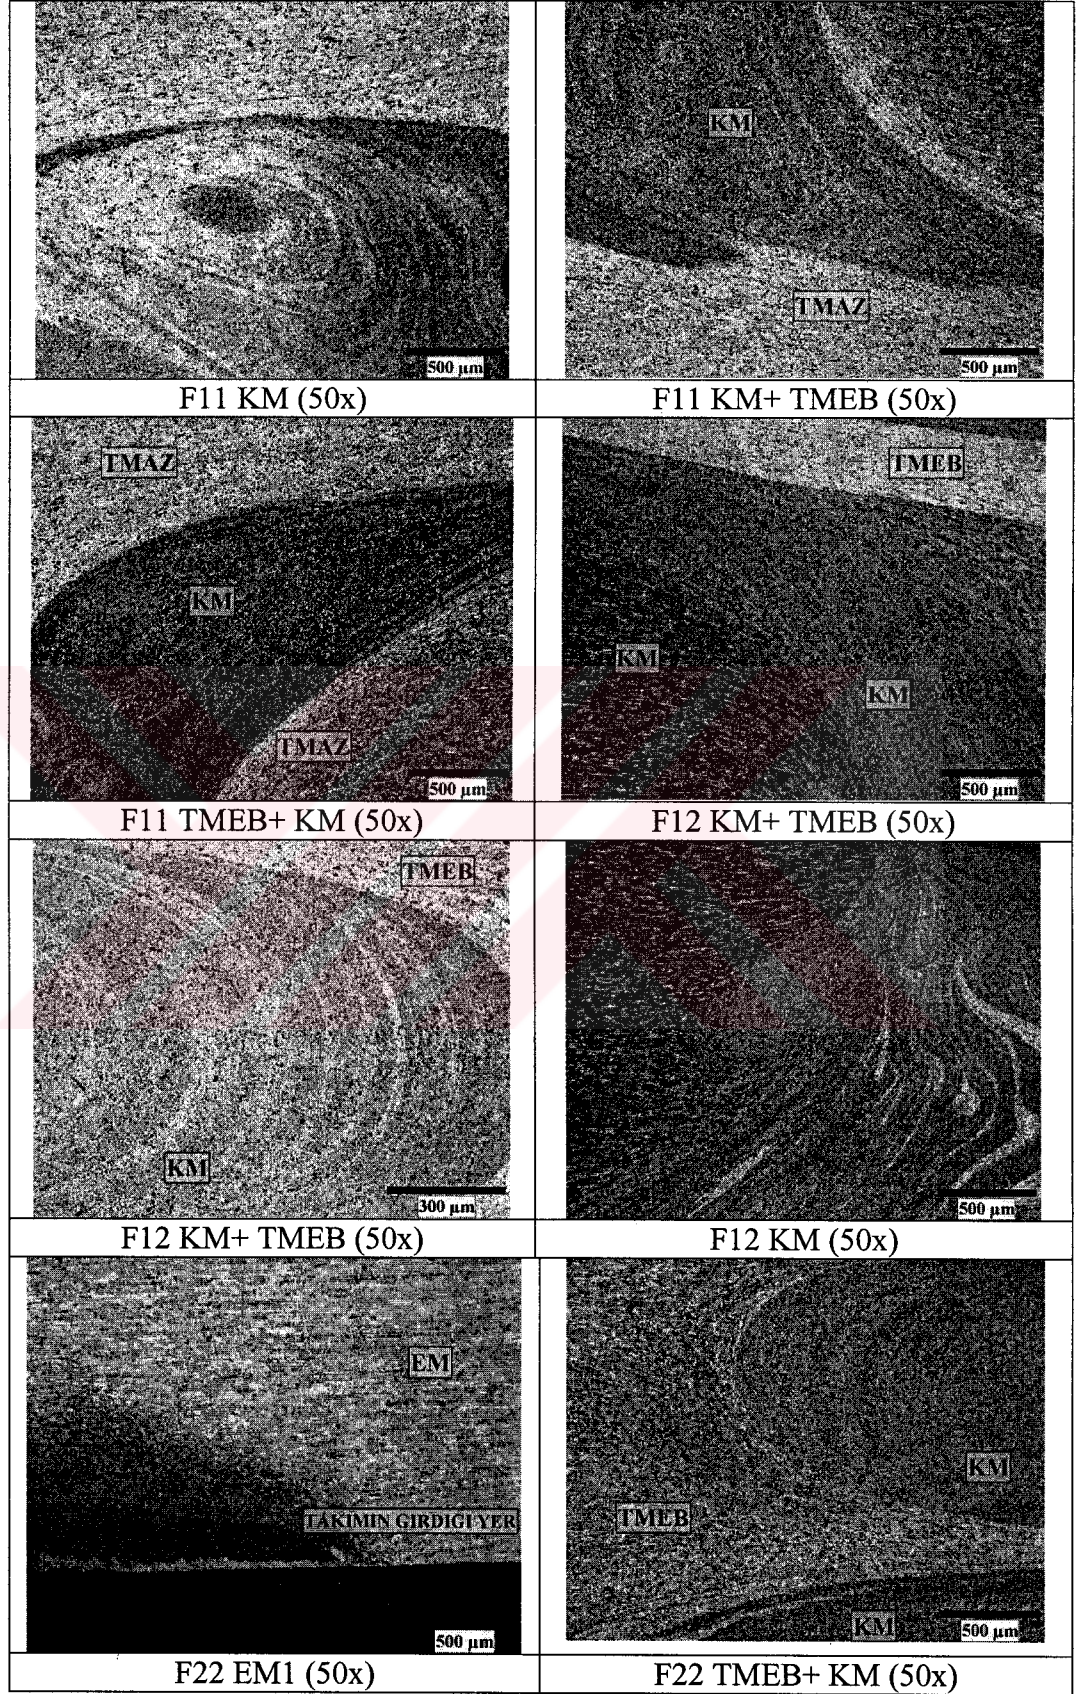 500 µm
F11 KM (50x)
KM
TMAZ
500 µm
F11 KM+ TMEB (50x)
TMAZ
KM
TMAZ
500 µm
F11 TMEB+ KM (50x)
TMEB
KM
KM
500 µm
F12 KM+ TMEB (50x)
TMEB
KM
300 µm
F12 KM+ TMEB (50x)
500 µm
F12 KM (50x)
EM
TAKIMIN GIRDIGI YER
500 µm
F22 EM1 (50x)
KM
TMEB
KM
500 µm
F22 TMEB+ KM (50x)